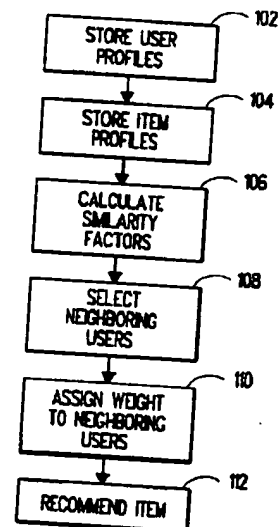 102
STORE USER
PROFILES
104
STORE ITEM
PROFILES
106
CALCULATE
SIMILARITY
FACTORS
108
SELECT
NEIGHBORING
USERS
110
ASSIGN WEIGHT
TO NEIGHBORING
USERS
112
RECOMMEND ITEM